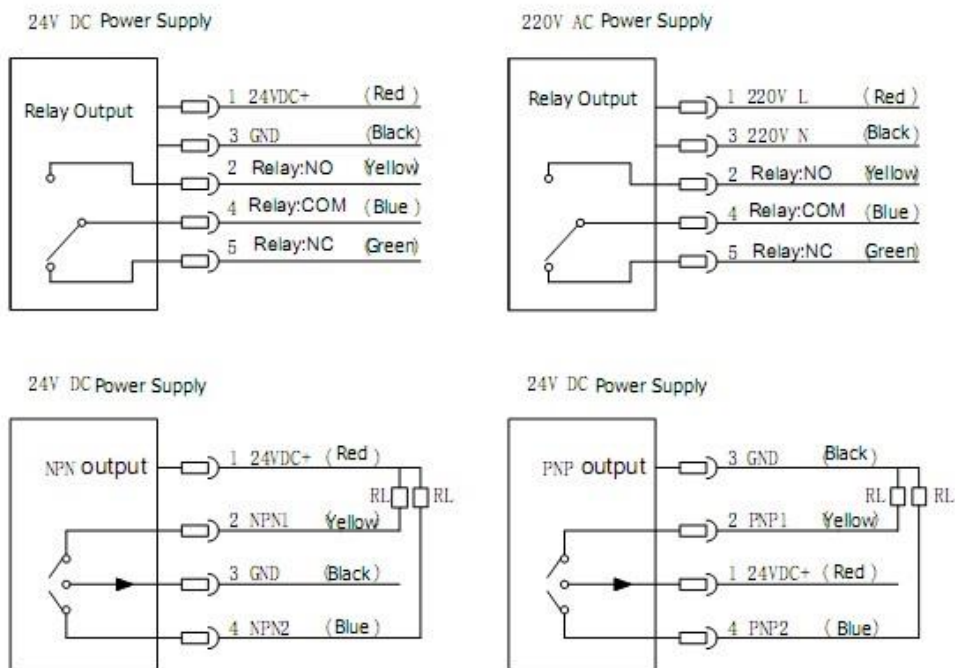 24V DC Power Supply
Relay Output
1 24VDC+ (Red)
3 GND (Black)
2 Relay:NO (Yellow)
4 Relay:COM (Blue)
5 Relay:NC (Green)
220V AC Power Supply
Relay Output
1 220V L (Red)
3 220V N (Black)
2 Relay:NO (Yellow)
4 Relay:COM (Blue)
5 Relay:NC (Green)
24V DC Power Supply
NPN output
1 24VDC+ (Red)
RL RL
2 NPN1 (Yellow)
3 GND (Black)
4 NPN2 (Blue)
24V DC Power Supply
PNP output
3 GND (Black)
RL RL
2 PNP1 (Yellow)
1 24VDC+ (Red)
4 PNP2 (Blue)